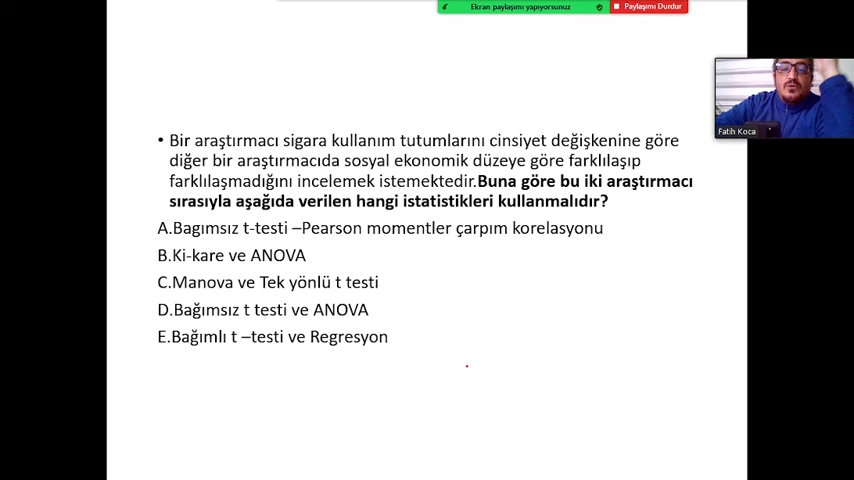 Ekran paylaşımı yapıyorsunuz
Paylaşımı Durdur
Fatih Koca
• Bir araştırmacı sigara kullanım tutumlarını cinsiyet değişkenine göre
diğer bir araştırmacıda sosyal ekonomik düzeye göre farklılaşıp
farklılaşmadığını incelemek istemektedir.Buna göre bu iki araştırmacı
sırasıyla aşağıda verilen hangi istatistikleri kullanmalıdır?
A.Bagımsız t-testi –Pearson momentler çarpım korelasyonu
B.Ki-kare ve ANOVA
C.Manova ve Tek yönlü t testi
D.Bağımsız t testi ve ANOVA
E.Bağımlı t –testi ve Regresyon